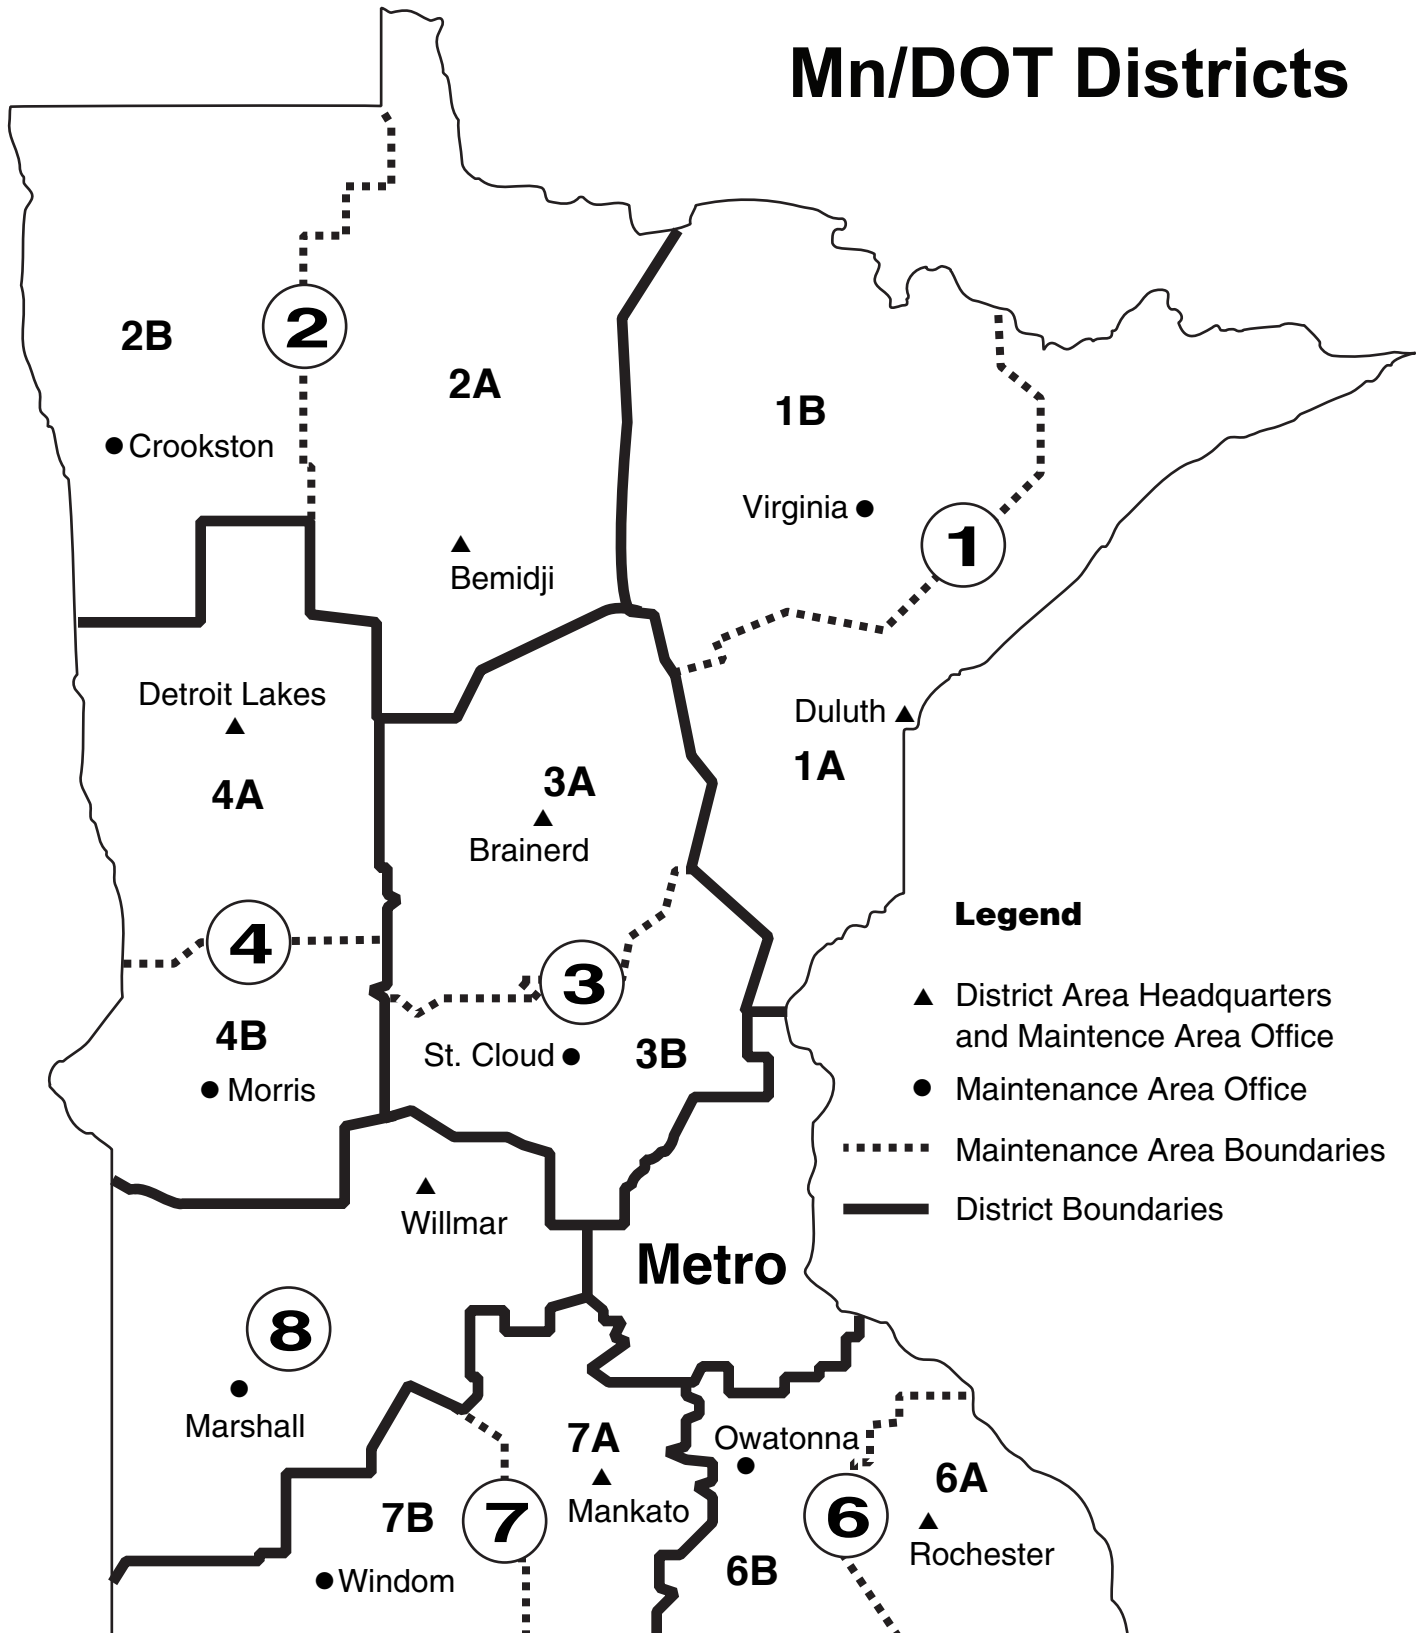 Mn/DOT Districts
2
2B
2A
1B
Crookston
Virginia
1
Bemidji
Detroit Lakes
Duluth
1A
3A
4A
Brainerd
Legend
4
3
District Area Headquarters
and Maintence Area Office
4B
St. Cloud
3B
Morris
Maintenance Area Office
Maintenance Area Boundaries
Willmar
District Boundaries
Metro
8
Marshall
7A
Owatonna
6A
7B
7
Mankato
6
Rochester
6B
Windom